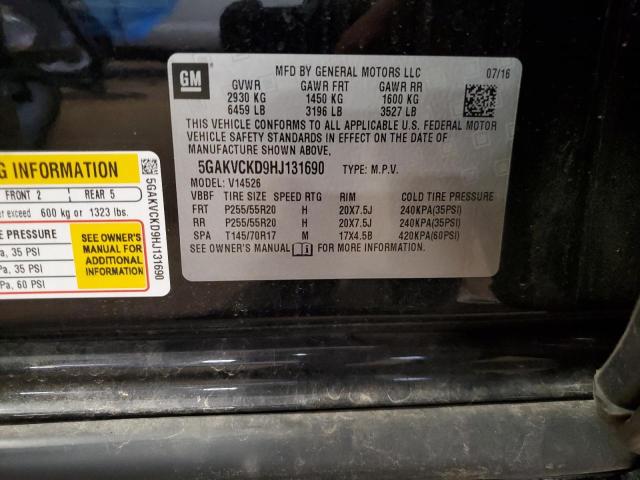 GM
MFD BY GENERAL MOTORS LLC 07/16
GVWR GAWR FRT GAWR RR
2930 KG 1450 KG 1600 KG
6459 LB 3196 LB 3527 LB
THIS VEHICLE CONFORMS TO ALL APPLICABLE U.S. FEDERAL MOTOR
VEHICLE SAFETY STANDARDS IN EFFECT ON THE DATE OF
MANUFACTURE SHOWN ABOVE.
5GAKVCKD9HJ131690 TYPE: M.P.V.
MODEL: V14526
VBBF TIRE SIZE SPEED RTG RIM COLD TIRE PRESSURE
FRT P255/55R20 H 20X7.5J 240KPA(35PSI)
RR P255/55R20 H 20X7.5J 240KPA(35PSI)
SPA T145/70R17 M 17X4.5B 420KPA(60PSI)
SEE OWNER'S MANUAL FOR MORE INFORMATION
G INFORMATION
FRONT 2 REAR 5
exceed 600 kg or 1323 lbs.
E PRESSURE
a, 35 PSI
a, 35 PSI
Pa, 60 PSI
SEE OWNER'S
MANUAL FOR
ADDITIONAL
INFORMATION
5GAKVCKD9HJ131690